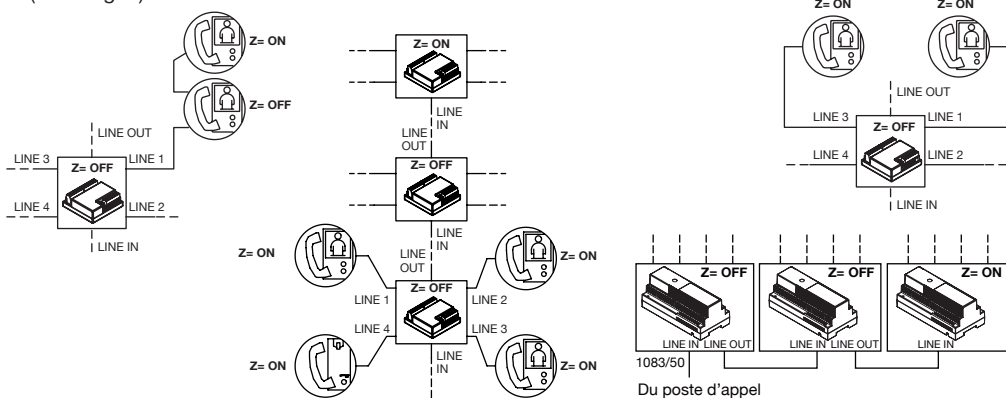 Z= ON
Z= OFF
LINE OUT
LINE 3
LINE 1
Z= OFF
LINE 4
LINE 2
LINE IN
Z= ON
LINE
IN
LINE
OUT
Z= OFF
LINE
IN
LINE
OUT
Z= ON
Z= ON
Z= OFF
LINE 1
LINE 2
LINE 4
LINE 3
Z= ON
Z= ON
LINE
IN
Z= ON
Z= ON
LINE OUT
LINE 3
LINE 1
Z= OFF
LINE 4
LINE 2
LINE IN
Z= OFF
Z= OFF
Z= ON
LINE IN LINE OUT
LINE IN LINE OUT
LINE IN
1083/50
Du poste d'appel